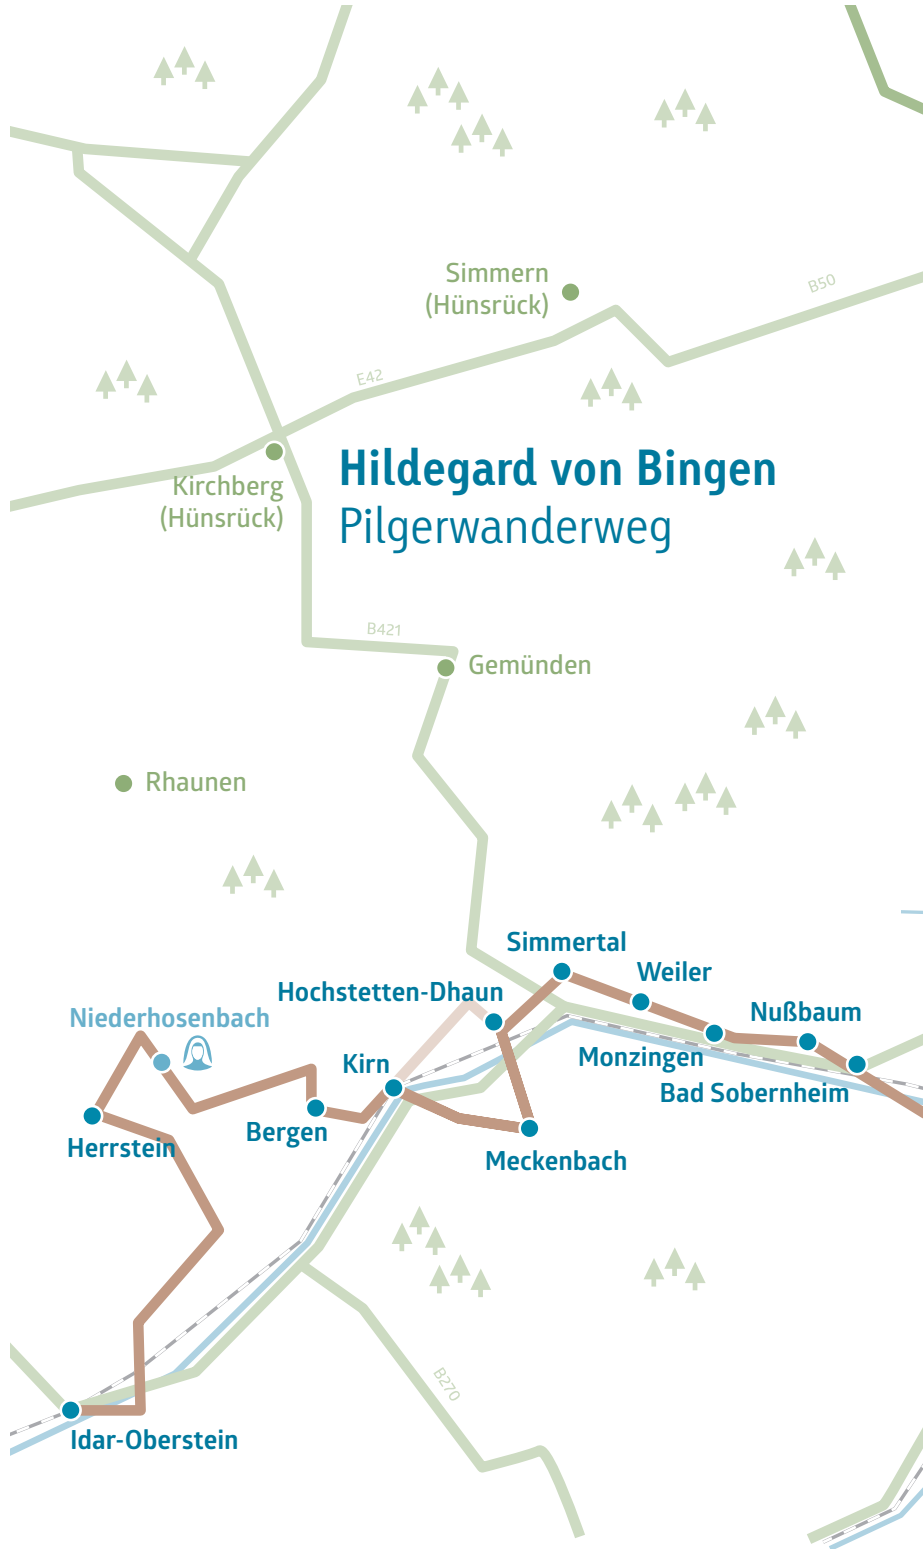 Simmern
(Hünsrück)
B50
E42
Hildegard von Bingen
Pilgerwanderweg
Kirchberg
(Hünsrück)
B421
Gemünden
Rhaunen
Simmertal
Weiler
Hochstetten-Dhaun
Nußbaum
Niederhosenbach
Monzingen
Kirn
Bad Sobernheim
Bergen
Herrstein
Meckenbach
B270
Idar-Oberstein